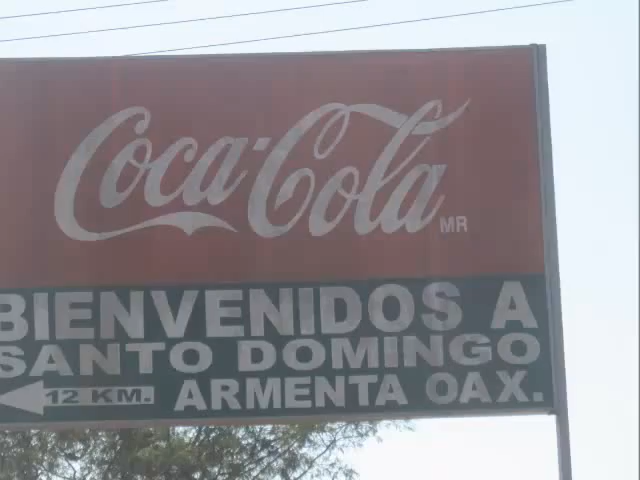 Coca-Cola MR
BIENVENIDOS A
SANTO DOMINGO
12 KM. ARMENTA OAX.